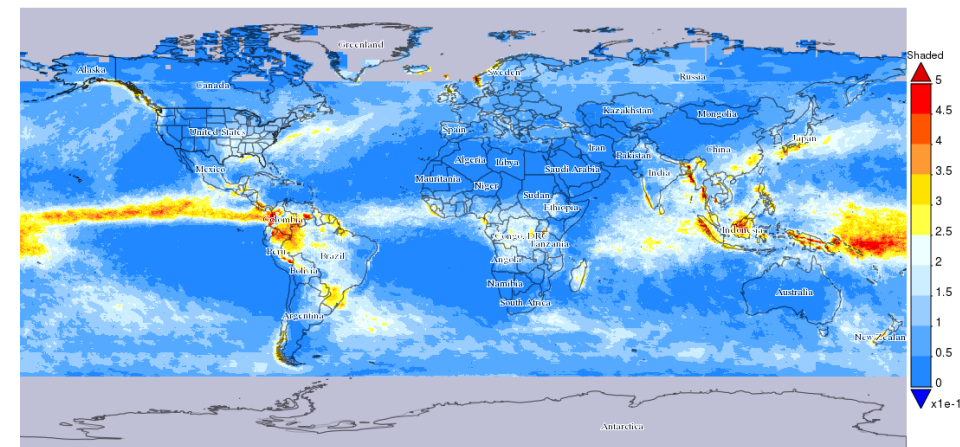 Greenland
Shaded
Alaska
Sweden
Russia
5
Canada
4.5
Kazakhstan
Mongolia
4
United States
Spain
Japan
3.5
Iran
China
Mexico
Algeria
Libya
Pakistan
Saudi Arabia
India
3
Mauritania
Niger
Sudan
Ethiopia
2.5
Colombia
Congo, DRC
Indonesia
Tanzania
2
Peru
Brazil
Angola
Bolivia
1.5
Namibia
Australia
South Africa
1
Argentina
New Zealan
0.5
0
x1e-1
Antarctica